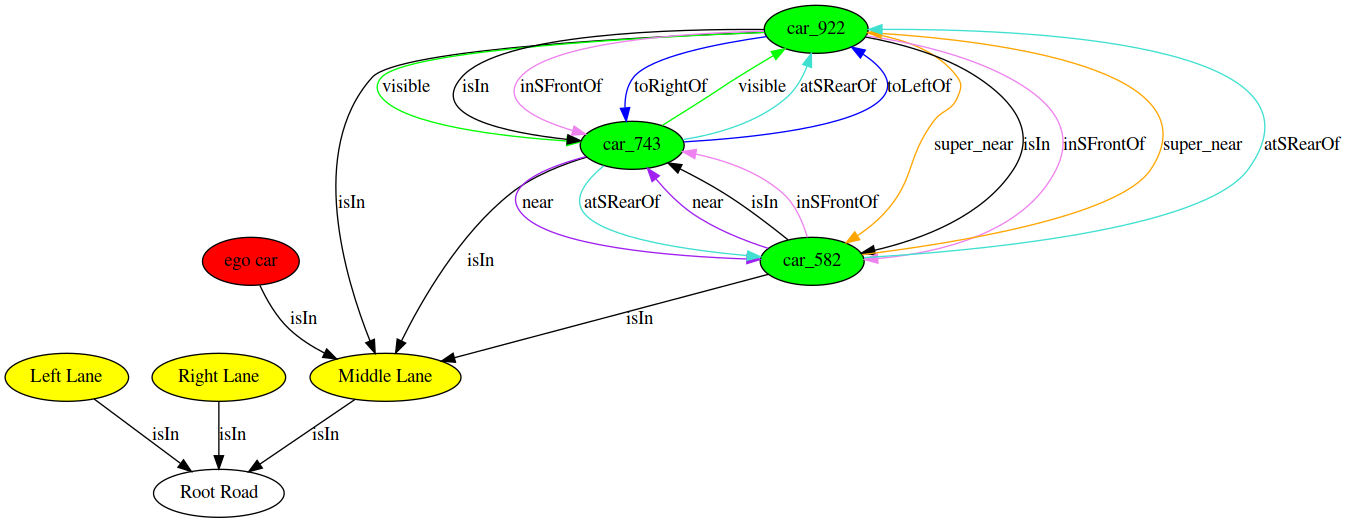 car_922
visible
isIn
inSFrontOf
toRightOf
visible
atSRearOf
toLeftOf
car_743
super_near
isIn
inSFrontOf
super_near
atSRearOf
isIn
near
atSRearOf
near
isIn
inSFrontOf
ego car
isIn
car_582
isIn
isIn
Left Lane
Right Lane
Middle Lane
isIn
isIn
isIn
Root Road